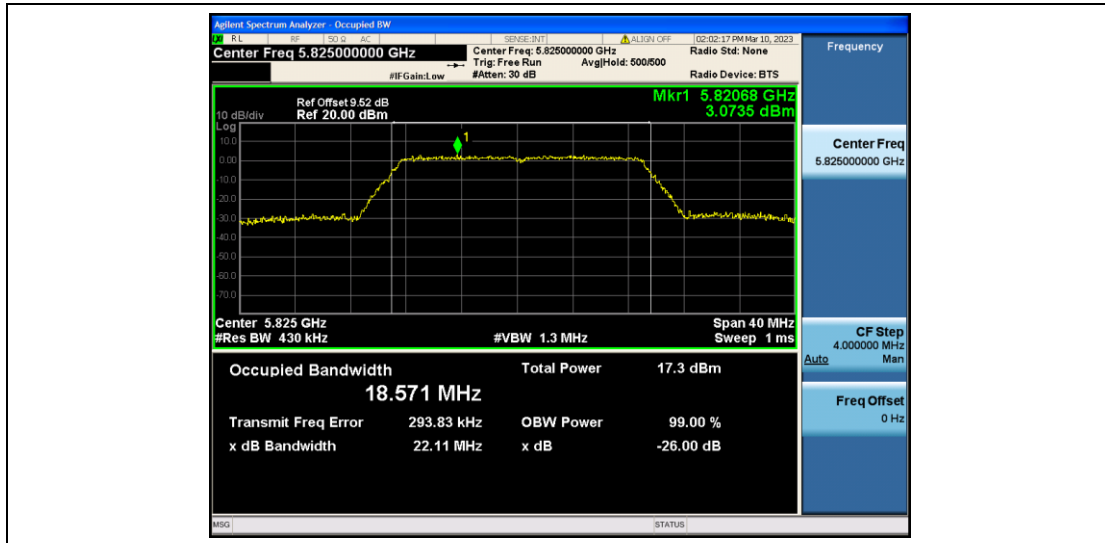 Agilent Spectrum Analyzer - Occupied BW
RL RF 50 Ω AC SENSE:INT ALIGN OFF 02:02:17 PM Mar 10, 2023
Center Freq 5.825000000 GHz
Center Freq: 5.825000000 GHz Radio Std: None
Trig: Free Run Avg|Hold: 500/500
#IFGain:Low #Atten: 30 dB Radio Device: BTS
Frequency
Ref Offset 9.52 dB
10 dB/div Ref 20.00 dBm
Mkr1 5.82068 GHz
3.0735 dBm
Log
10.0
0.00
-10.0
-20.0
-30.0
-40.0
-50.0
-60.0
-70.0
1
Center 5.825 GHz Span 40 MHz
#Res BW 430 kHz #VBW 1.3 MHz Sweep 1 ms
Center Freq
5.825000000 GHz
CF Step
4.000000 MHz
Auto Man
Freq Offset
0 Hz
Occupied Bandwidth Total Power 17.3 dBm
18.571 MHz
Transmit Freq Error 293.83 kHz OBW Power 99.00 %
x dB Bandwidth 22.11 MHz x dB -26.00 dB
MSG STATUS